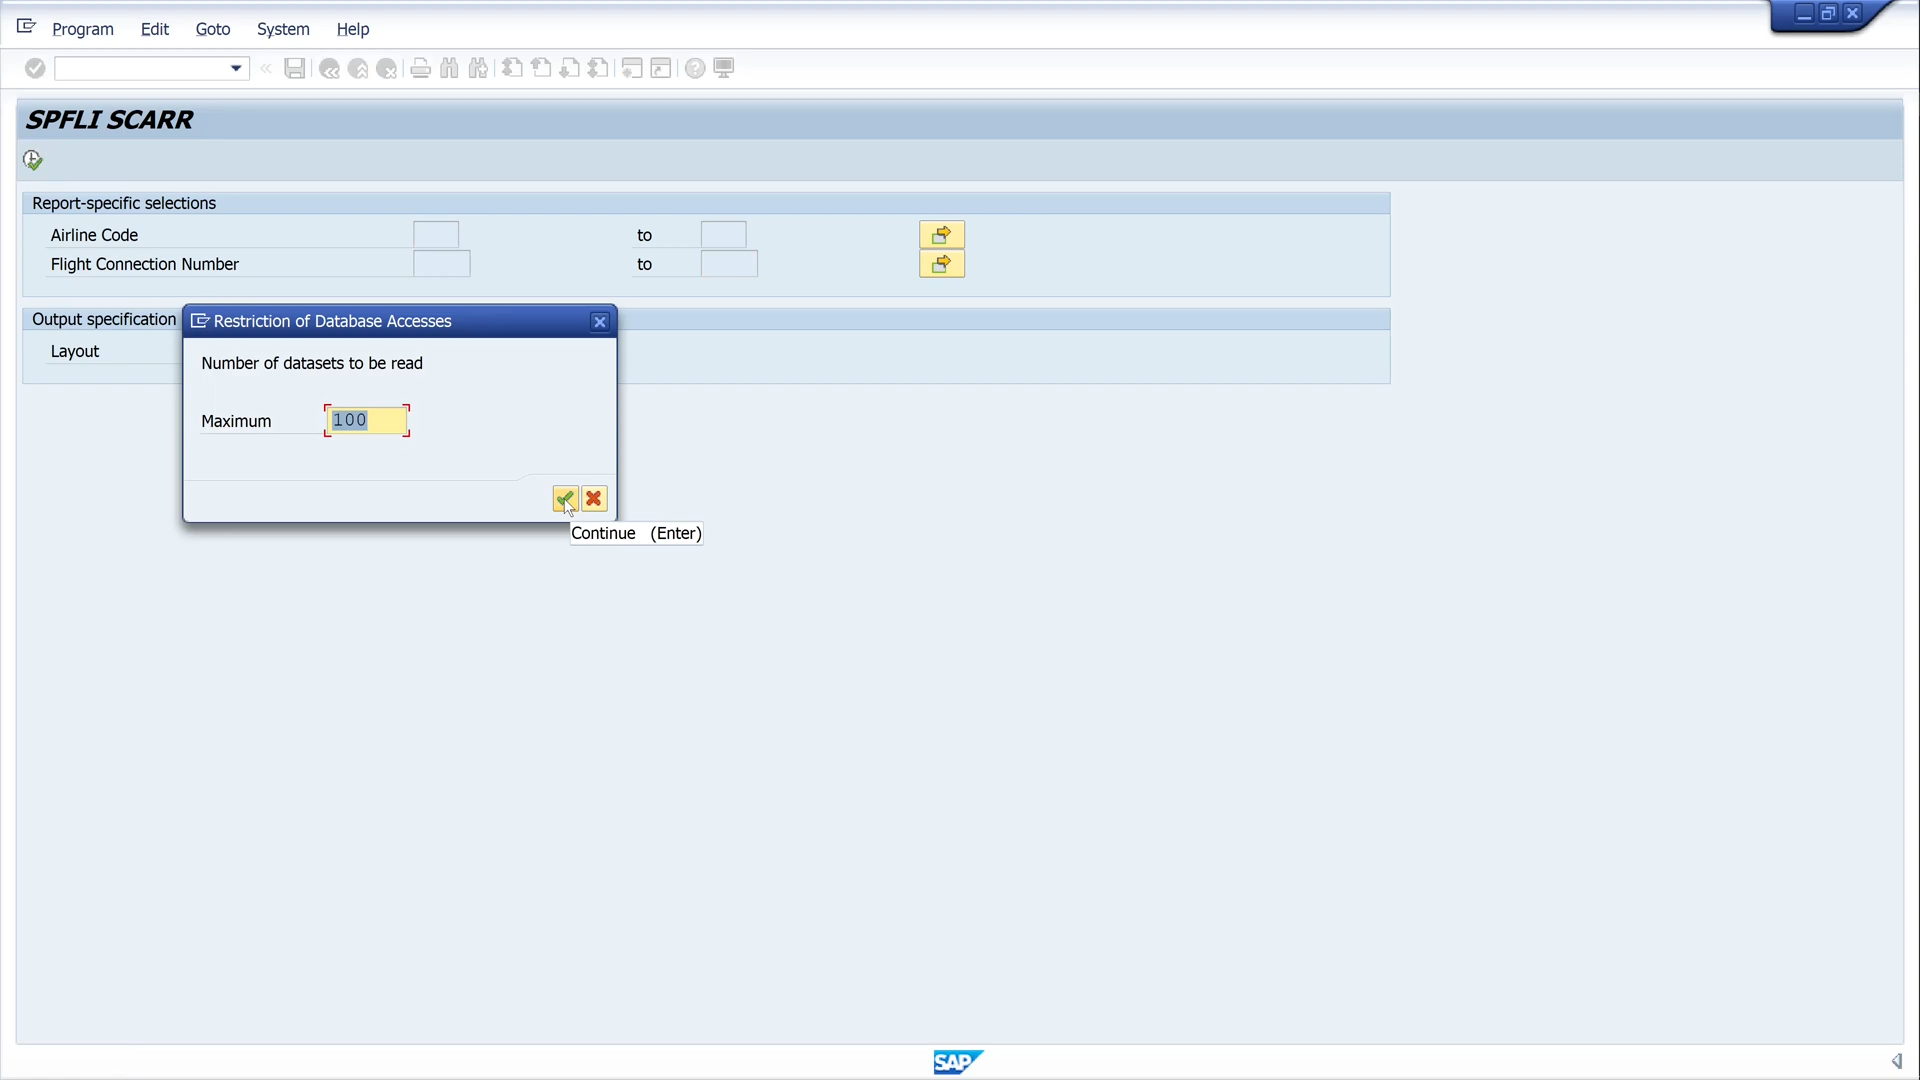 Program Edit Goto System Help
SPFLI SCARR
Report-specific selections
Airline Code to
Flight Connection Number to
Output specification
Layout
Restriction of Database Accesses
Number of datasets to be read
Maximum 100
Continue (Enter)
SAP